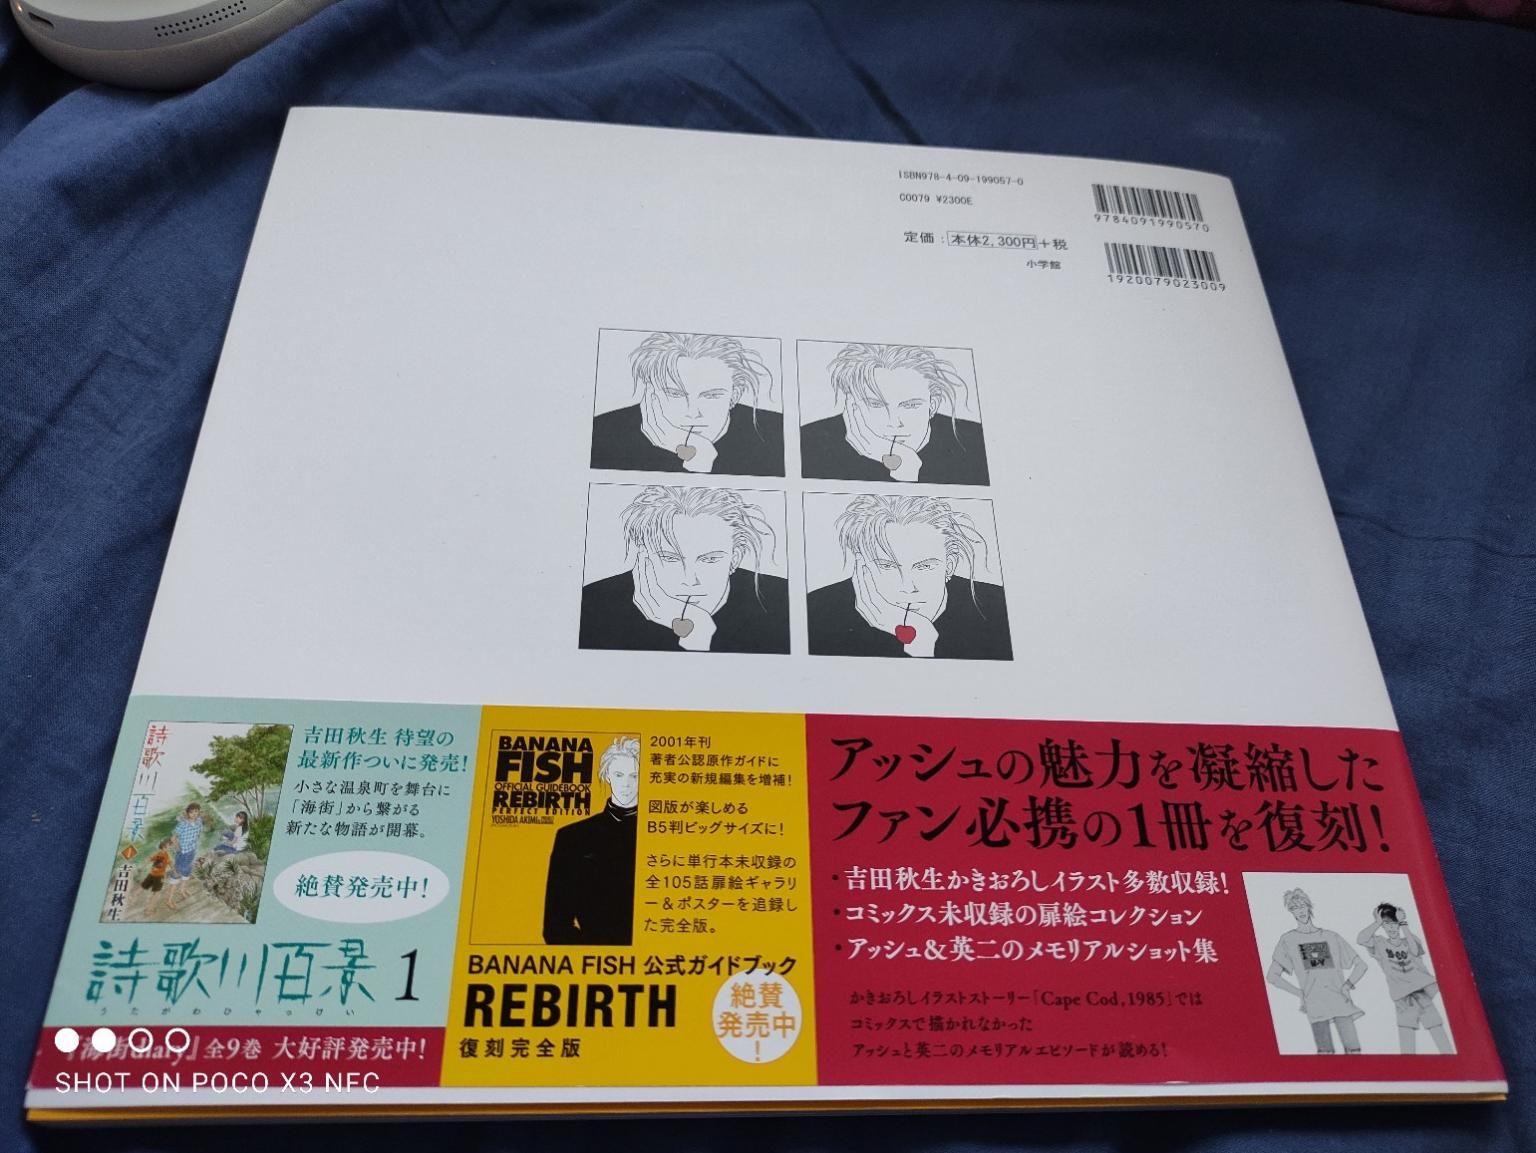 ISBN978-4-09-199057-0
C0079 ¥2300E
定価:本体2,300円+税
小学館
9784091990570
1920079023009
詩歌川百景
1
吉田秋生
吉田秋生 待望の
最新作ついに発売!
小さな温泉町を舞台に
「海街」から繋がる
新たな物語が開幕。
絶賛発売中!
詩歌川百景 1
うたがわひゃっけい
『海街diary』全9巻 大好評発売中!
BANANA
FISH
OFFICIAL GUIDEBOOK
REBIRTH
PERFECT EDITION
2001年刊
著者公認原作ガイドに
充実の新規編集を増補!
図版が楽しめる
B5判ビッグサイズに!
さらに単行本未収録の
全105話扉絵ギャラリ
ー&ポスターを追録し
た完全版。
BANANA FISH 公式ガイドブック
REBIRTH
復刻完全版
絶賛
発売中
!
アッシュの魅力を凝縮した
ファン必携の1冊を復刻!
・吉田秋生かきおろしイラスト多数収録!
・コミックス未収録の扉絵コレクション
・アッシュ&英二のメモリアルショット集
かきおろしイラストストーリー「Cape Cod,1985」では
コミックスで描かれなかった
アッシュと英二のメモリアルエピソードが読める!
SHOT ON POCO X3 NFC